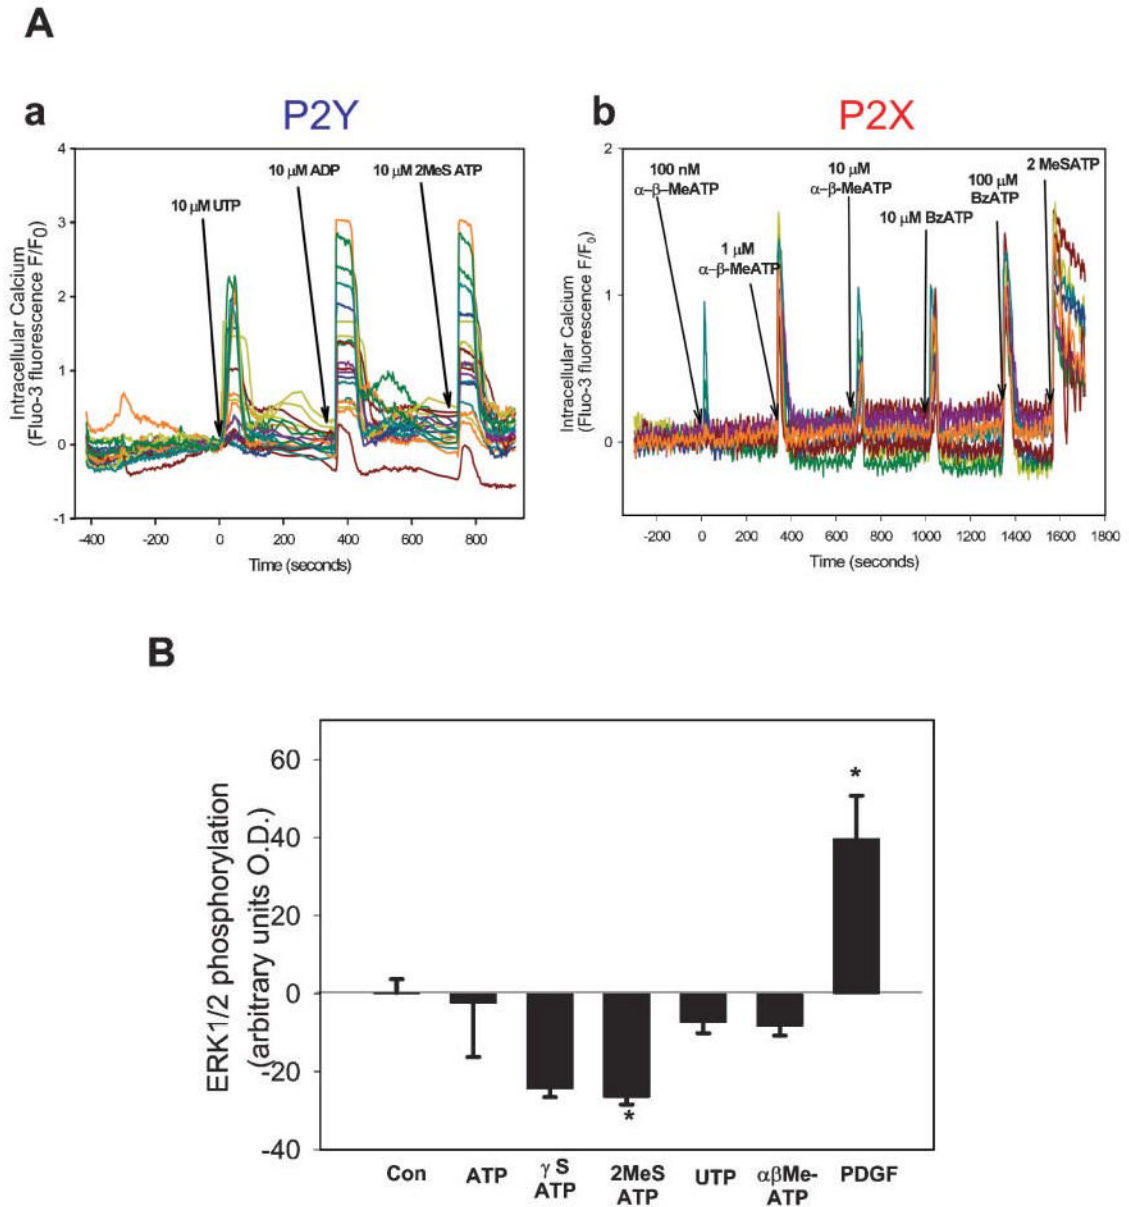 A
a
P2Y
4
3
2
1
0
-1
10 μM UTP
10 μM ADP
10 μM 2MeS ATP
Intracellular Calcium
(Fluo-3 fluorescence F/F0)
-400 -200 0 200 400 600 800
Time (seconds)
b
P2X
2
1
0
100 nM
α-β-MeATP
1 μM
α-β-MeATP
10 μM
α-β-MeATP
10 μM BzATP
100 μM
BzATP
2 MeSATP
Intracellular Calcium
(Fluo-3 fluorescence F/F0)
-200 0 200 400 600 800 1000 1200 1400 1600 1800
Time (seconds)
B
ERK1/2 phosphorylation
(arbitrary units O.D.)
60
40
20
0
-20
-40
*
*
Con
ATP
γ S
ATP
2MeS
ATP
UTP
αβMe-
ATP
PDGF